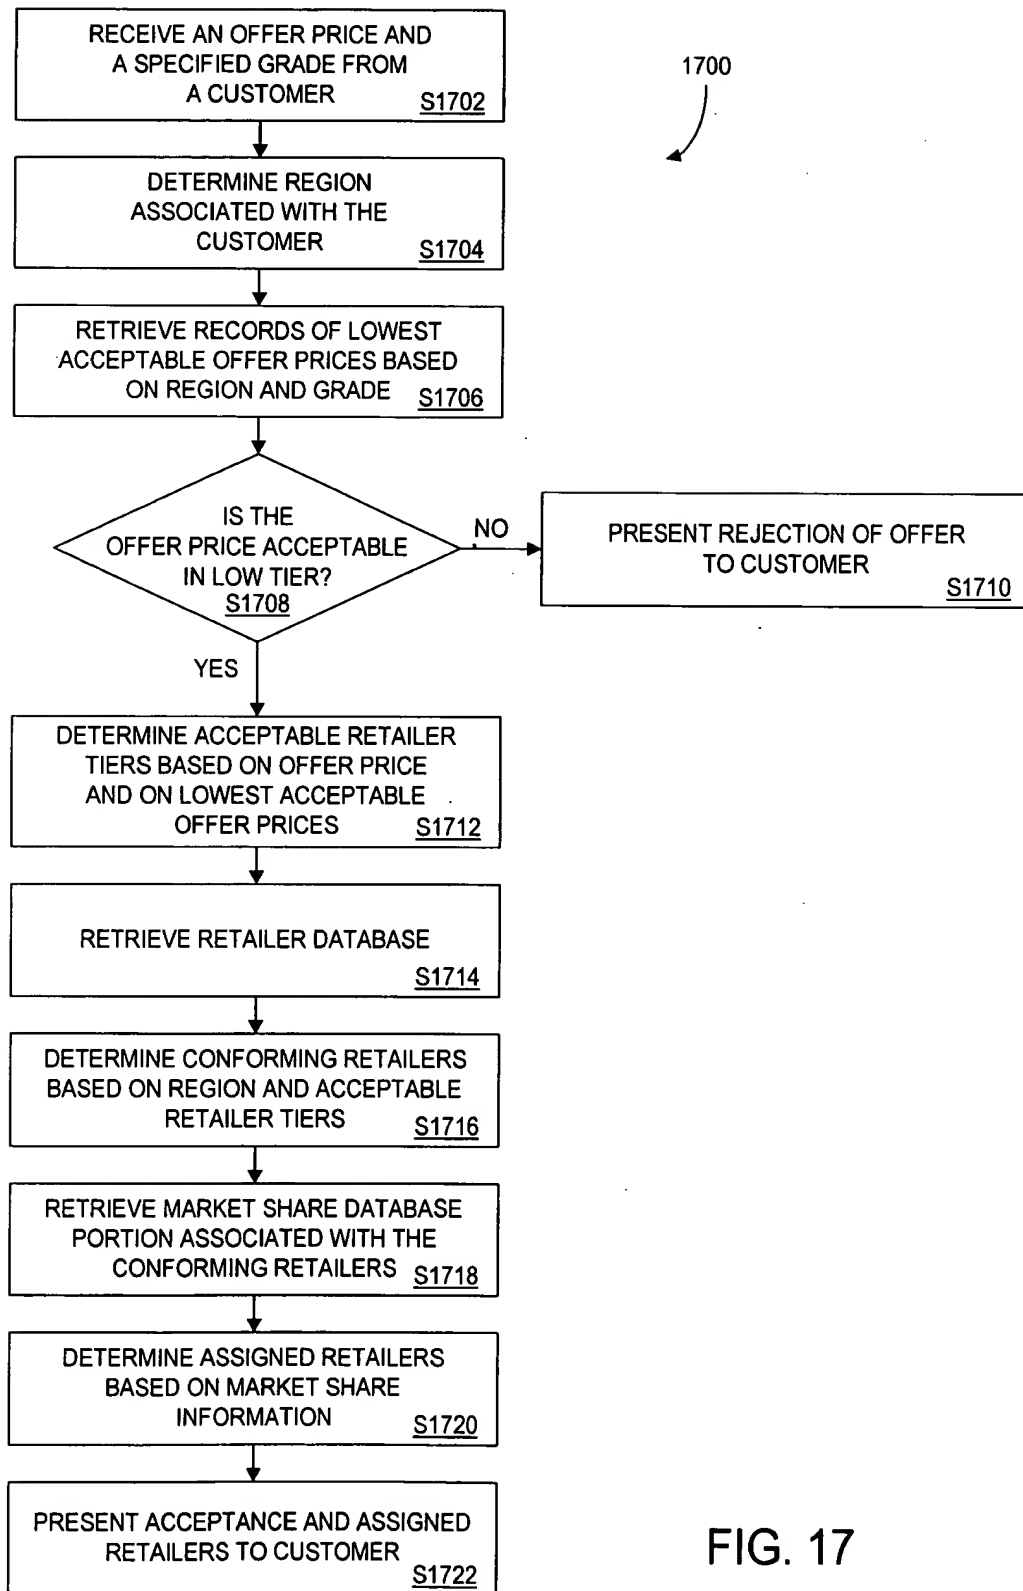 RECEIVE AN OFFER PRICE AND
A SPECIFIED GRADE FROM
A CUSTOMER
S1702
1700
DETERMINE REGION
ASSOCIATED WITH THE
CUSTOMER
S1704
RETRIEVE RECORDS OF LOWEST
ACCEPTABLE OFFER PRICES BASED
ON REGION AND GRADE
S1706
IS THE
OFFER PRICE ACCEPTABLE
IN LOW TIER?
S1708
NO
PRESENT REJECTION OF OFFER
TO CUSTOMER
S1710
YES
DETERMINE ACCEPTABLE RETAILER
TIERS BASED ON OFFER PRICE
AND ON LOWEST ACCEPTABLE
OFFER PRICES
S1712
RETRIEVE RETAILER DATABASE
S1714
DETERMINE CONFORMING RETAILERS
BASED ON REGION AND ACCEPTABLE
RETAILER TIERS
S1716
RETRIEVE MARKET SHARE DATABASE
PORTION ASSOCIATED WITH THE
CONFORMING RETAILERS
S1718
DETERMINE ASSIGNED RETAILERS
BASED ON MARKET SHARE
INFORMATION
S1720
PRESENT ACCEPTANCE AND ASSIGNED
RETAILERS TO CUSTOMER
S1722
FIG. 17